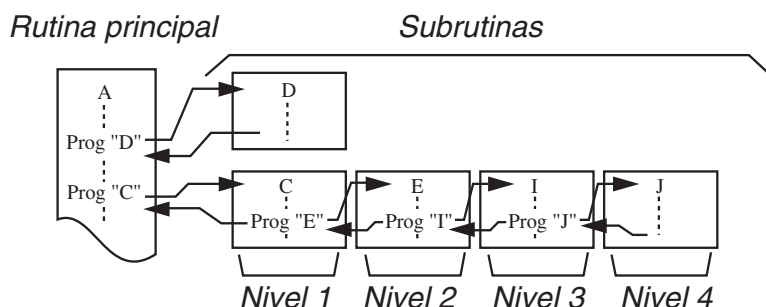 Rutina principal
Subrutinas
A
D
Prog "D"
Prog "C"
C
E
I
J
Prog "E"
Prog "I"
Prog "J"
Nivel 1
Nivel 2
Nivel 3
Nivel 4